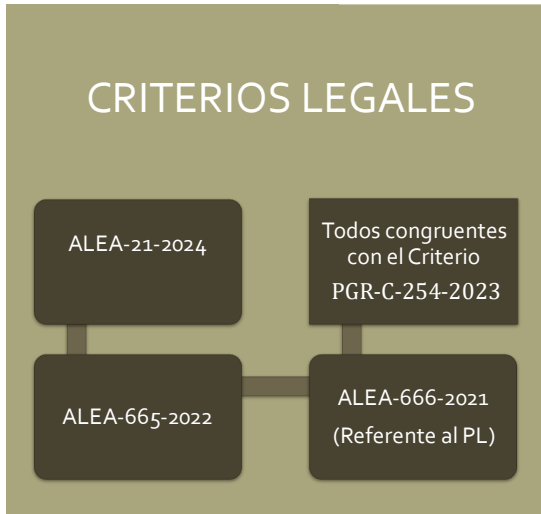 CRITERIOS LEGALES
ALEA-21-2024
ALEA-665-2022
ALEA-666-2021
(Referente al PL)
Todos congruentes
con el Criterio
PGR-C-254-2023